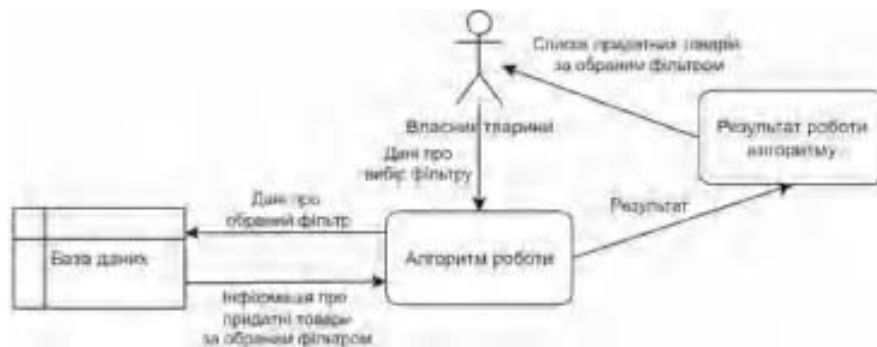 Список придатних товарів
за обраним фільтром
Власник тварини
Результат роботи
алгоритму
Дані про
вибір фільтру
Дані про
обраний фільтр
Результат
База даних
Алгоритм роботи
Інформація про
придатні товари
за обраним фільтром